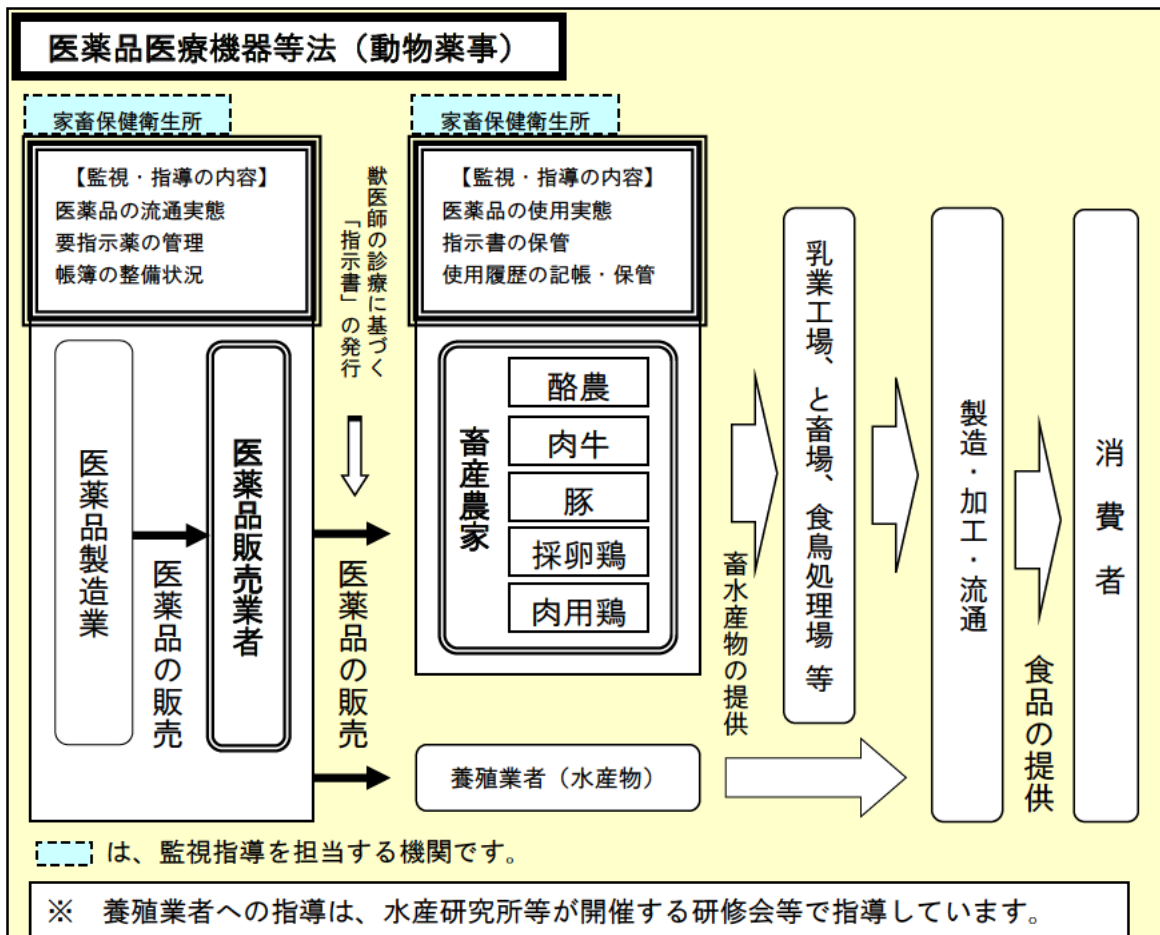 医薬品医療機器等法（動物薬事）
家畜保健衛生所
【監視・指導の内容】
医薬品の流通実態
要指示薬の管理
帳簿の整備状況
獣医師の診療に基づく
「指示書」の発行
家畜保健衛生所
【監視・指導の内容】
医薬品の使用実態
指示書の保管
使用履歴の記帳・保管
医薬品製造業
医薬品の販売
医薬品販売業者
医薬品の販売
畜産農家
酪農
肉牛
豚
採卵鶏
肉用鶏
養殖業者（水産物）
畜水産物の提供
乳業工場、と畜場、食鳥処理場 等
製造・加工・流通
食品の提供
消費者
は、監視指導を担当する機関です。
※　養殖業者への指導は、水産研究所等が開催する研修会等で指導しています。